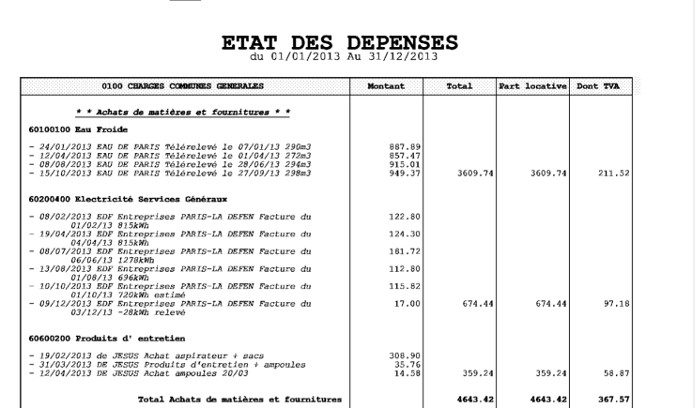 ETAT DES DEPENSES
du 01/01/2013 Au 31/12/2013
0100 CHARGES COMMUNES GENERALES Montant Total Part locative Dont TVA
* * Achats de matières et fournitures * *
60100100 Eau Froide
- 24/01/2013 EAU DE PARIS Télérelevé le 07/01/13 290m3 887.89
- 12/04/2013 EAU DE PARIS Télérelevé le 01/04/13 272m3 857.47
- 08/08/2013 EAU DE PARIS Télérelevé le 28/06/13 294m3 915.01
- 15/10/2013 EAU DE PARIS Télérelevé le 27/09/13 298m3 949.37 3609.74 3609.74 211.52
60200400 Electricité Services Généraux
- 08/02/2013 EDF Entreprises PARIS-LA DEFEN Facture du 122.80
01/02/13 815kWh
- 19/04/2013 EDF Entreprises PARIS-LA DEFEN Facture du 124.30
04/04/13 815kWh
- 08/07/2013 EDF Entreprises PARIS-LA DEFEN Facture du 181.72
06/06/13 1278kWh
- 13/08/2013 EDF Entreprises PARIS-LA DEFEN Facture du 112.80
01/08/13 696kWh
- 10/10/2013 EDF Entreprises PARIS-LA DEFEN Facture du 115.82
01/10/13 720kWh estimé
- 09/12/2013 EDF Entreprises PARIS-LA DEFEN Facture du 17.00 674.44 674.44 97.18
03/12/13 -28kWh relevé
60600200 Produits d' entretien
- 19/02/2013 de JESUS Achat aspirateur + sacs 308.90
- 31/03/2013 DE JESUS Produits d'entretien + ampoules 35.76
- 12/04/2013 DE JESUS Achat ampoules 20/03 14.58 359.24 359.24 58.87
Total Achats de matières et fournitures 4643.42 4643.42 367.57